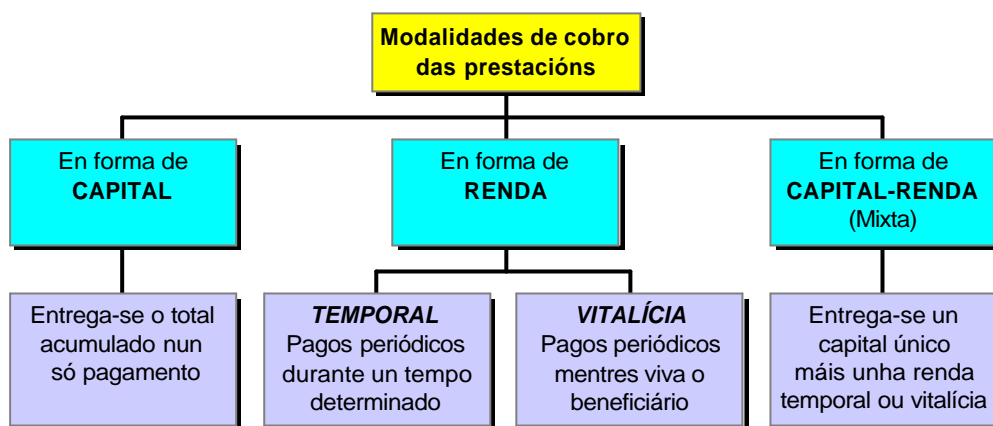 Modalidades de cobro
das prestacións
En forma de
CAPITAL
En forma de
RENDA
En forma de
CAPITAL-RENDA
(Mixta)
Entrega-se o total
acumulado nun
só pagamento
TEMPORAL
Pagos periódicos
durante un tempo
determinado
VITALÍCIA
Pagos periódicos
mentres viva o
beneficiário
Entrega-se un
capital único
máis unha renda
temporal ou vitalícia